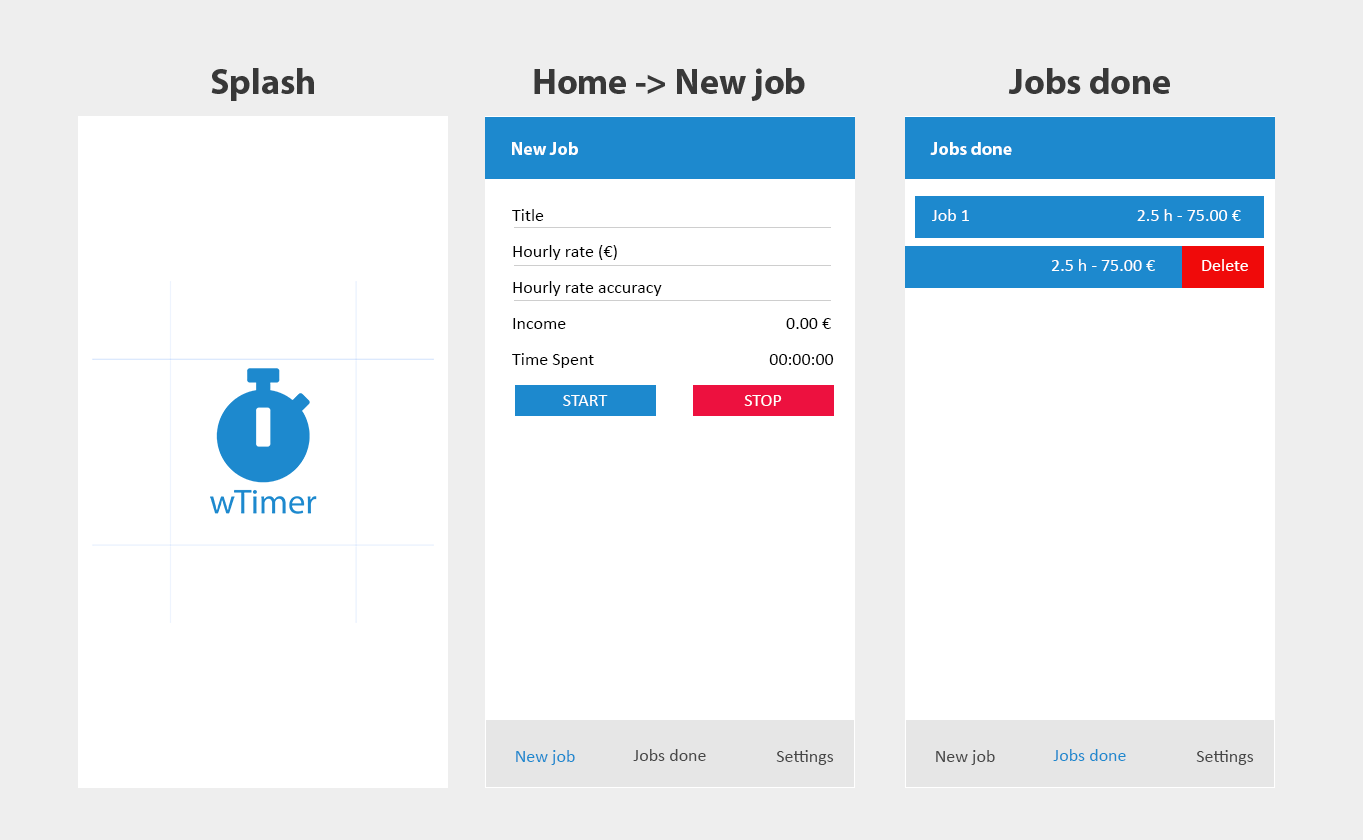 Splash
wTimer
Home -> New job
New Job
Title
Hourly rate (€)
Hourly rate accuracy
Income 0.00 €
Time Spent 00:00:00
START STOP
New job Jobs done Settings
Jobs done
Jobs done
Job 1 2.5 h - 75.00 €
2.5 h - 75.00 € Delete
New job Jobs done Settings